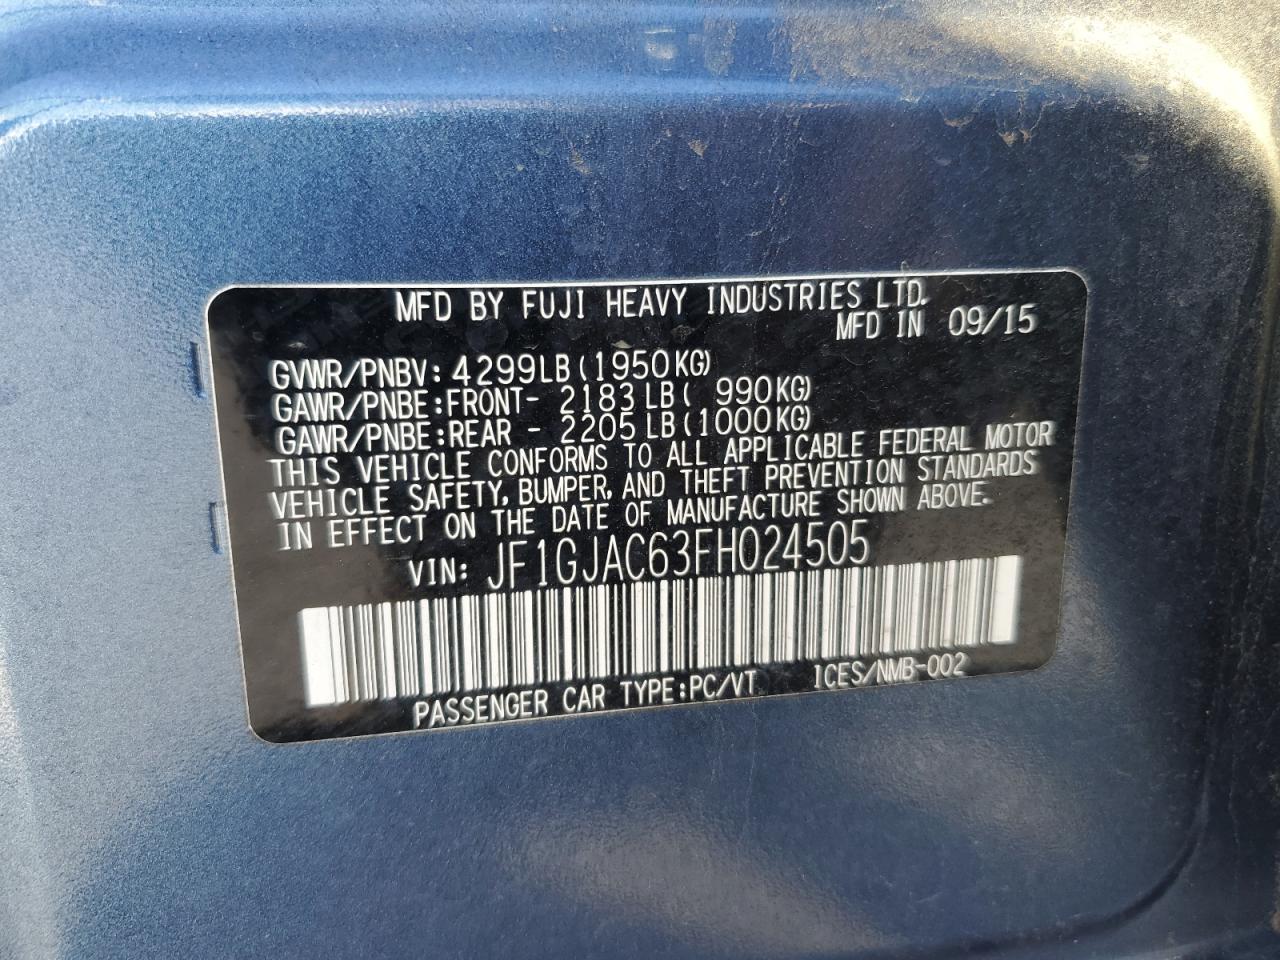 MFD BY FUJI HEAVY INDUSTRIES LTD.
MFD IN 09/15
GVWR/PNBV: 4299LB(1950KG)
GAWR/PNBE:FRONT- 2183LB( 990KG)
GAWR/PNBE:REAR - 2205LB(1000KG)
THIS VEHICLE CONFORMS TO ALL APPLICABLE FEDERAL MOTOR
VEHICLE SAFETY, BUMPER, AND THEFT PREVENTION STANDARDS
IN EFFECT ON THE DATE OF MANUFACTURE SHOWN ABOVE.
VIN: JF1GJAC63FH024505
PASSENGER CAR TYPE:PC/VT ICES/NMB-002